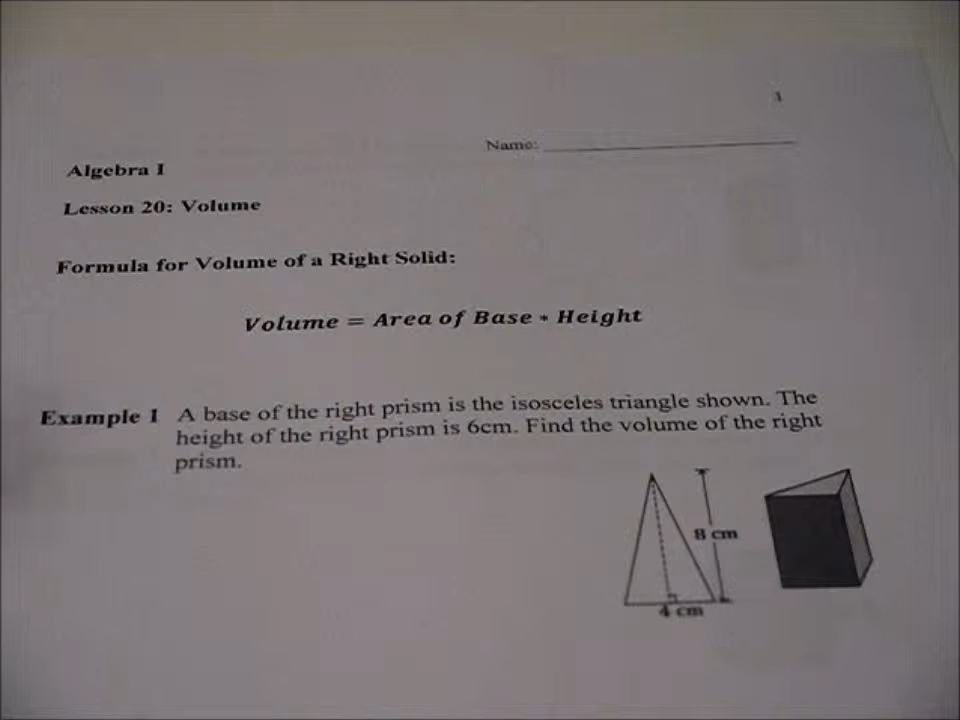 1
Name:
Algebra I
Lesson 20: Volume
Formula for Volume of a Right Solid:
Volume = Area of Base * Height
Example 1 A base of the right prism is the isosceles triangle shown. The
height of the right prism is 6cm. Find the volume of the right
prism.
8 cm
4 cm